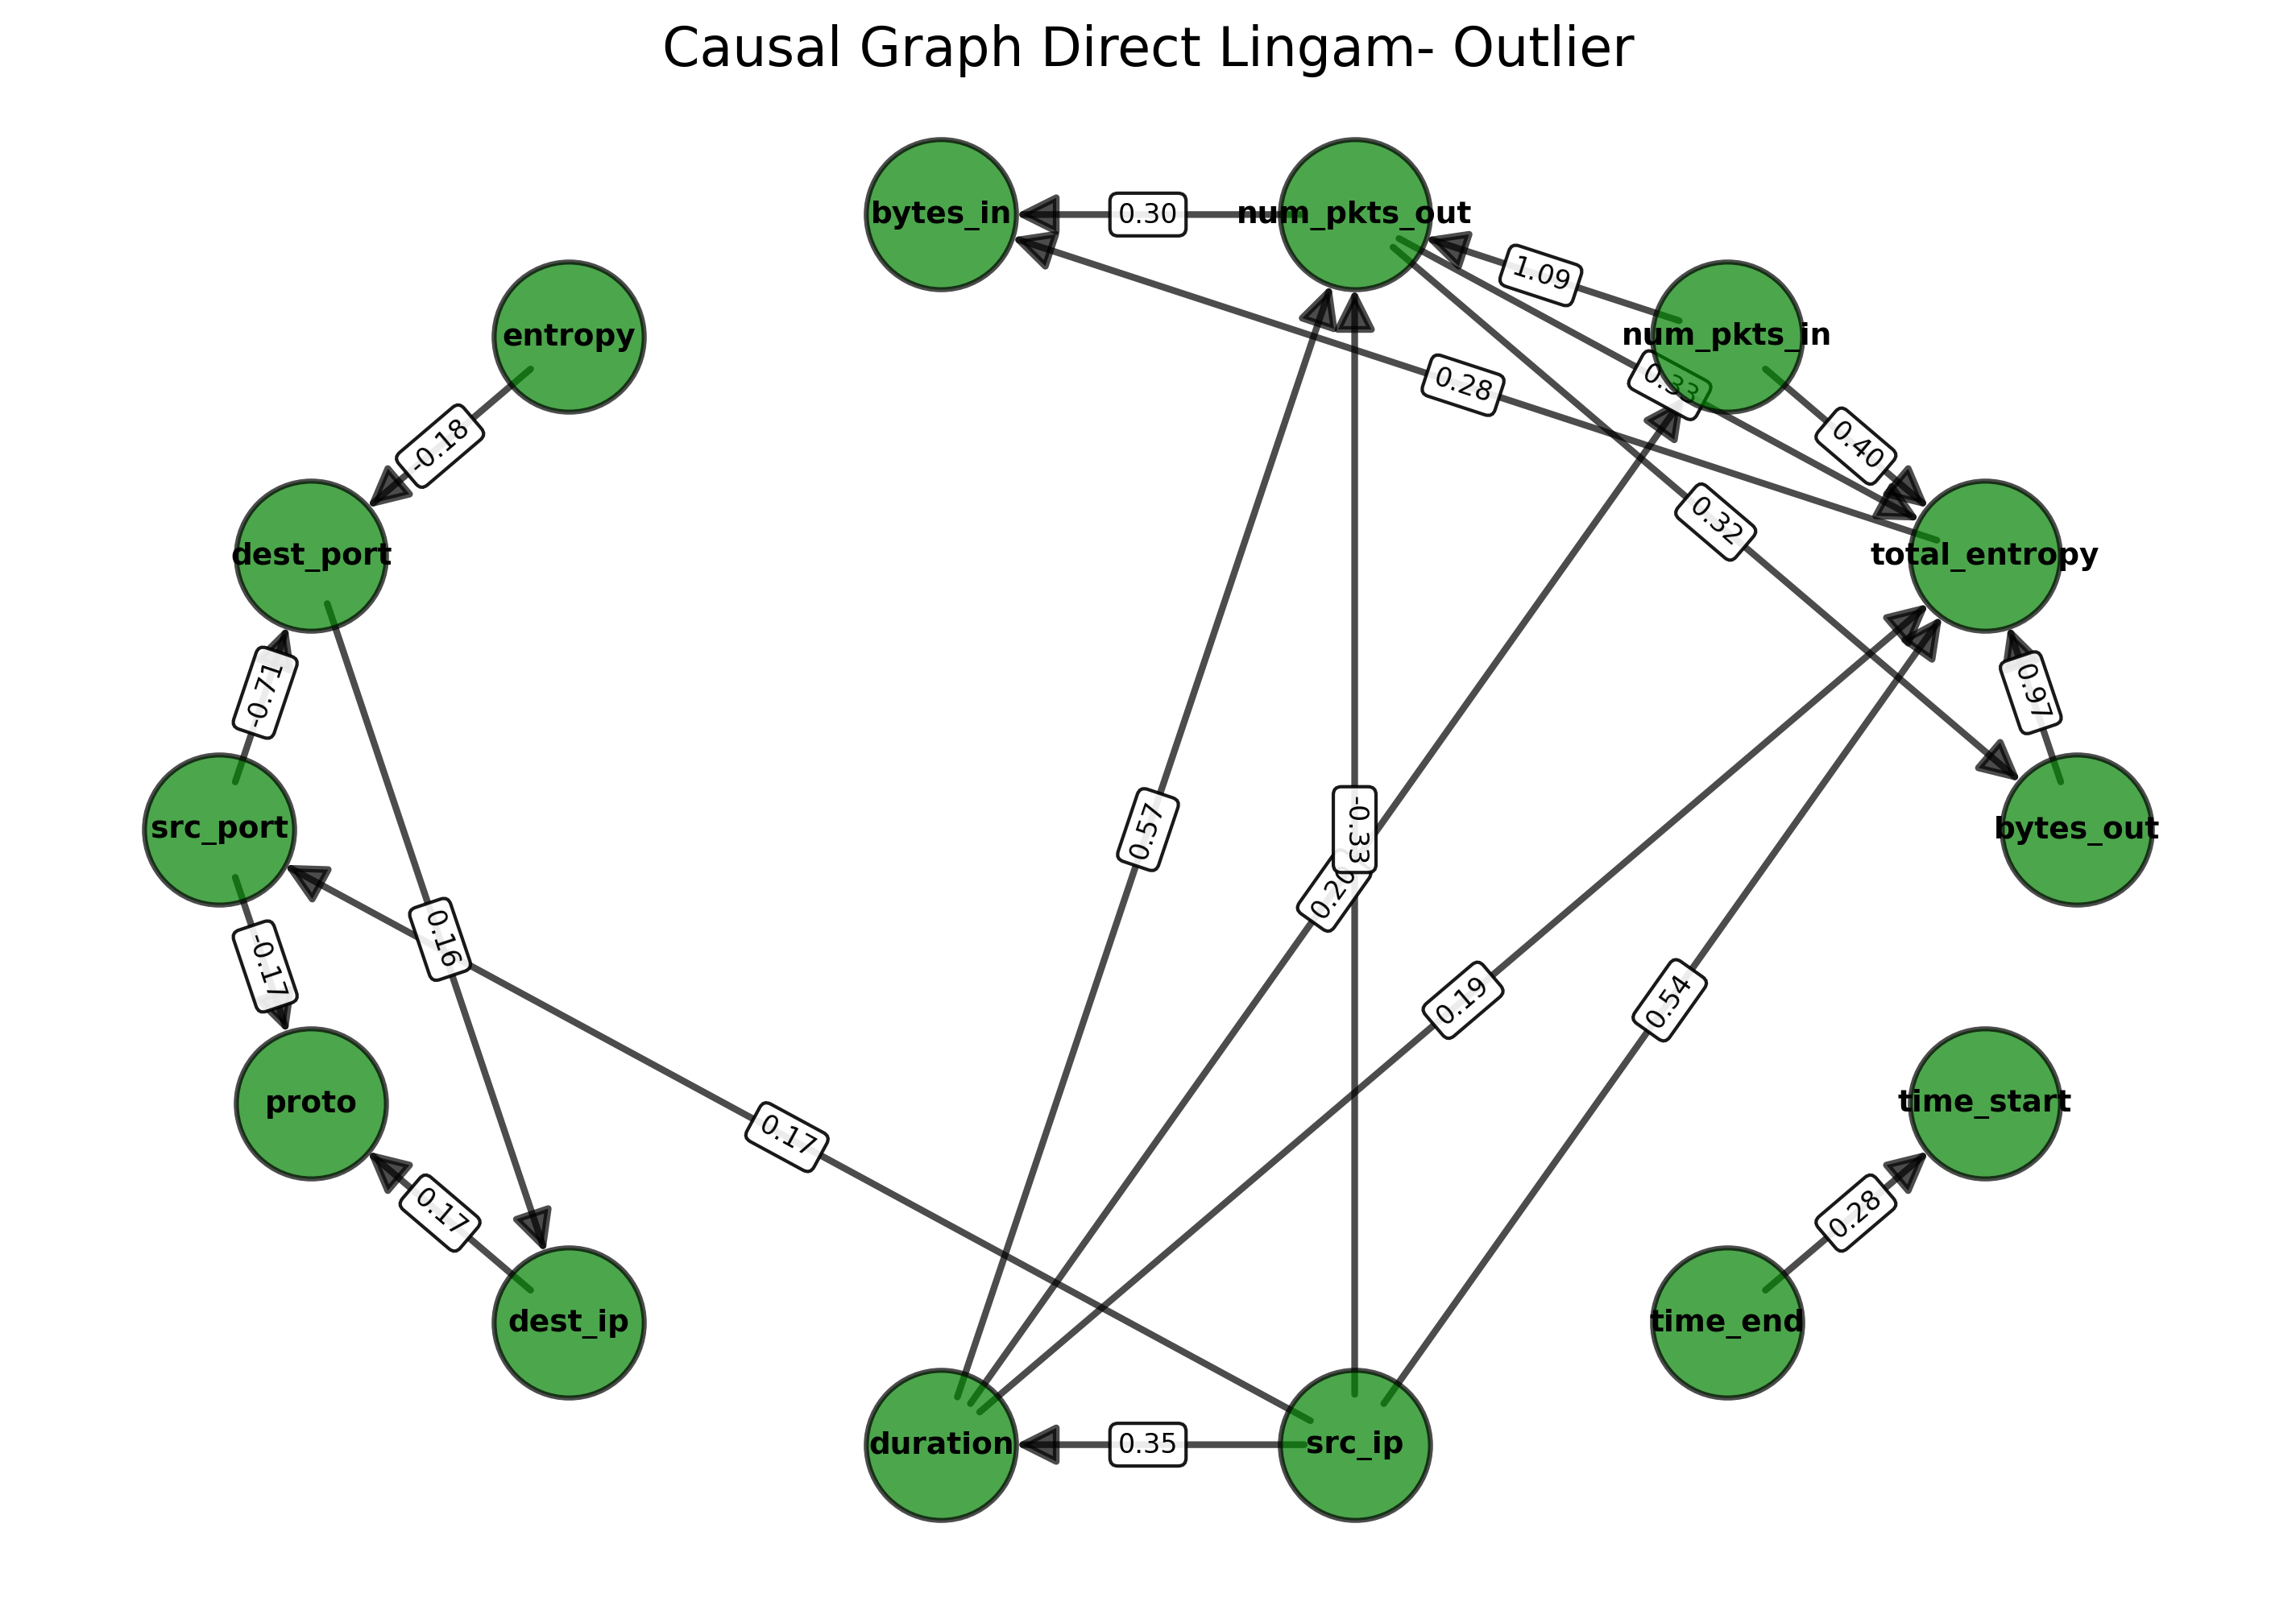 Causal Graph Direct Lingam- Outlier
bytes_in
0.30
num_pkts_out
1.09
entropy
num_pkts_in
0.28
0.33
-0.18
0.40
0.32
dest_port
total_entropy
-0.71
0.97
src_port
0.57
-0.33
0.20
bytes_out
0.16
-0.17
0.19
0.54
proto
0.17
time_start
0.17
0.28
dest_ip
time_end
duration
0.35
src_ip